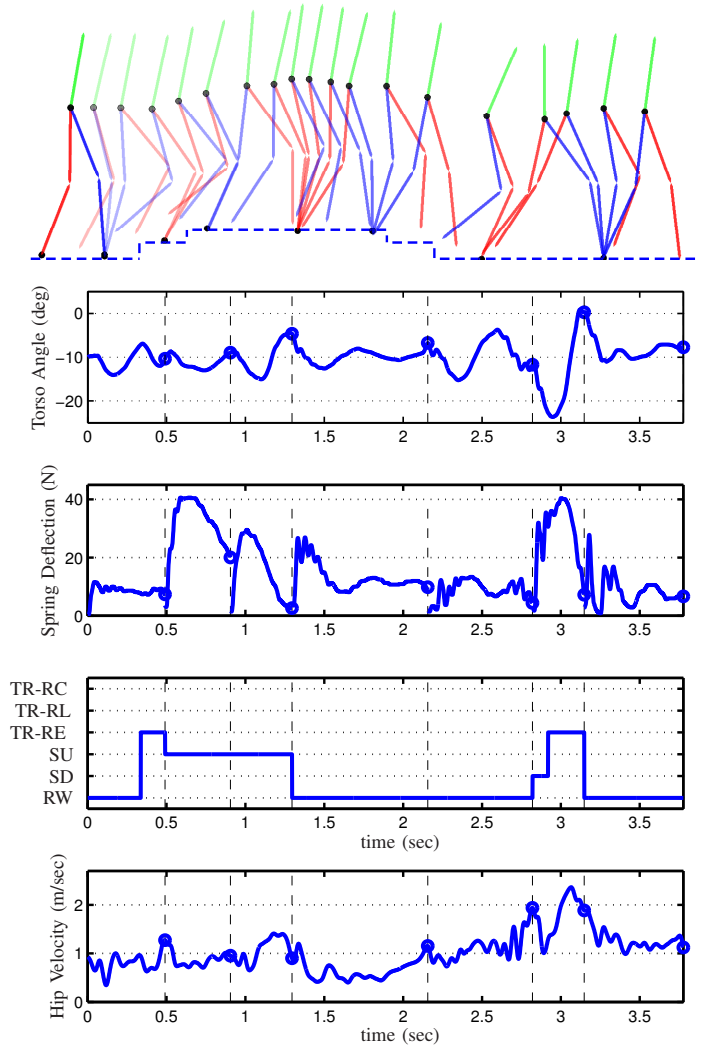 Torso Angle (deg)
0
−10
−20
0 0.5 1 1.5 2 2.5 3 3.5
Spring Deflection (N)
40
20
0
0 0.5 1 1.5 2 2.5 3 3.5
TR-RC
TR-RL
TR-RE
SU
SD
RW
0 0.5 1 1.5 2 2.5 3 3.5
time (sec)
Hip Velocity (m/sec)
2
1
0
0 0.5 1 1.5 2 2.5 3 3.5
time (sec)